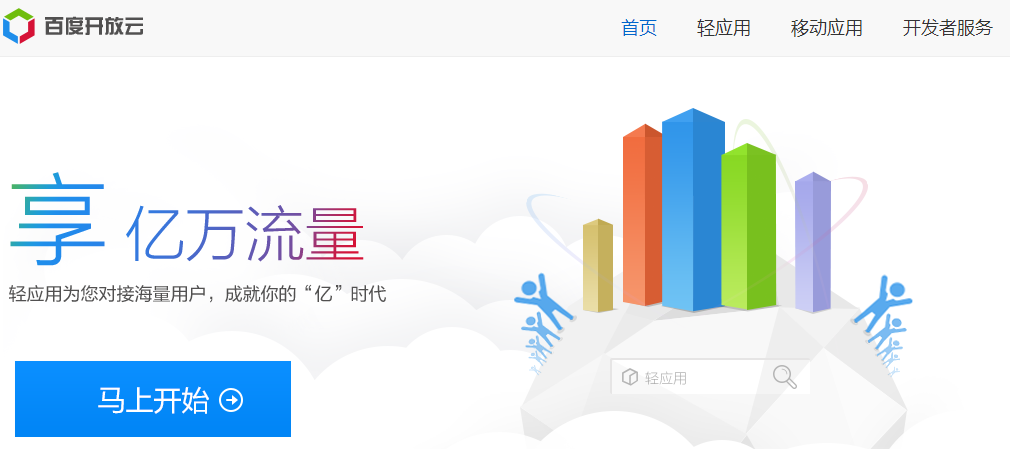 百度开放云
首页 轻应用 移动应用 开发者服务
享 亿万流量
轻应用为您对接海量用户，成就你的“亿”时代
马上开始
轻应用